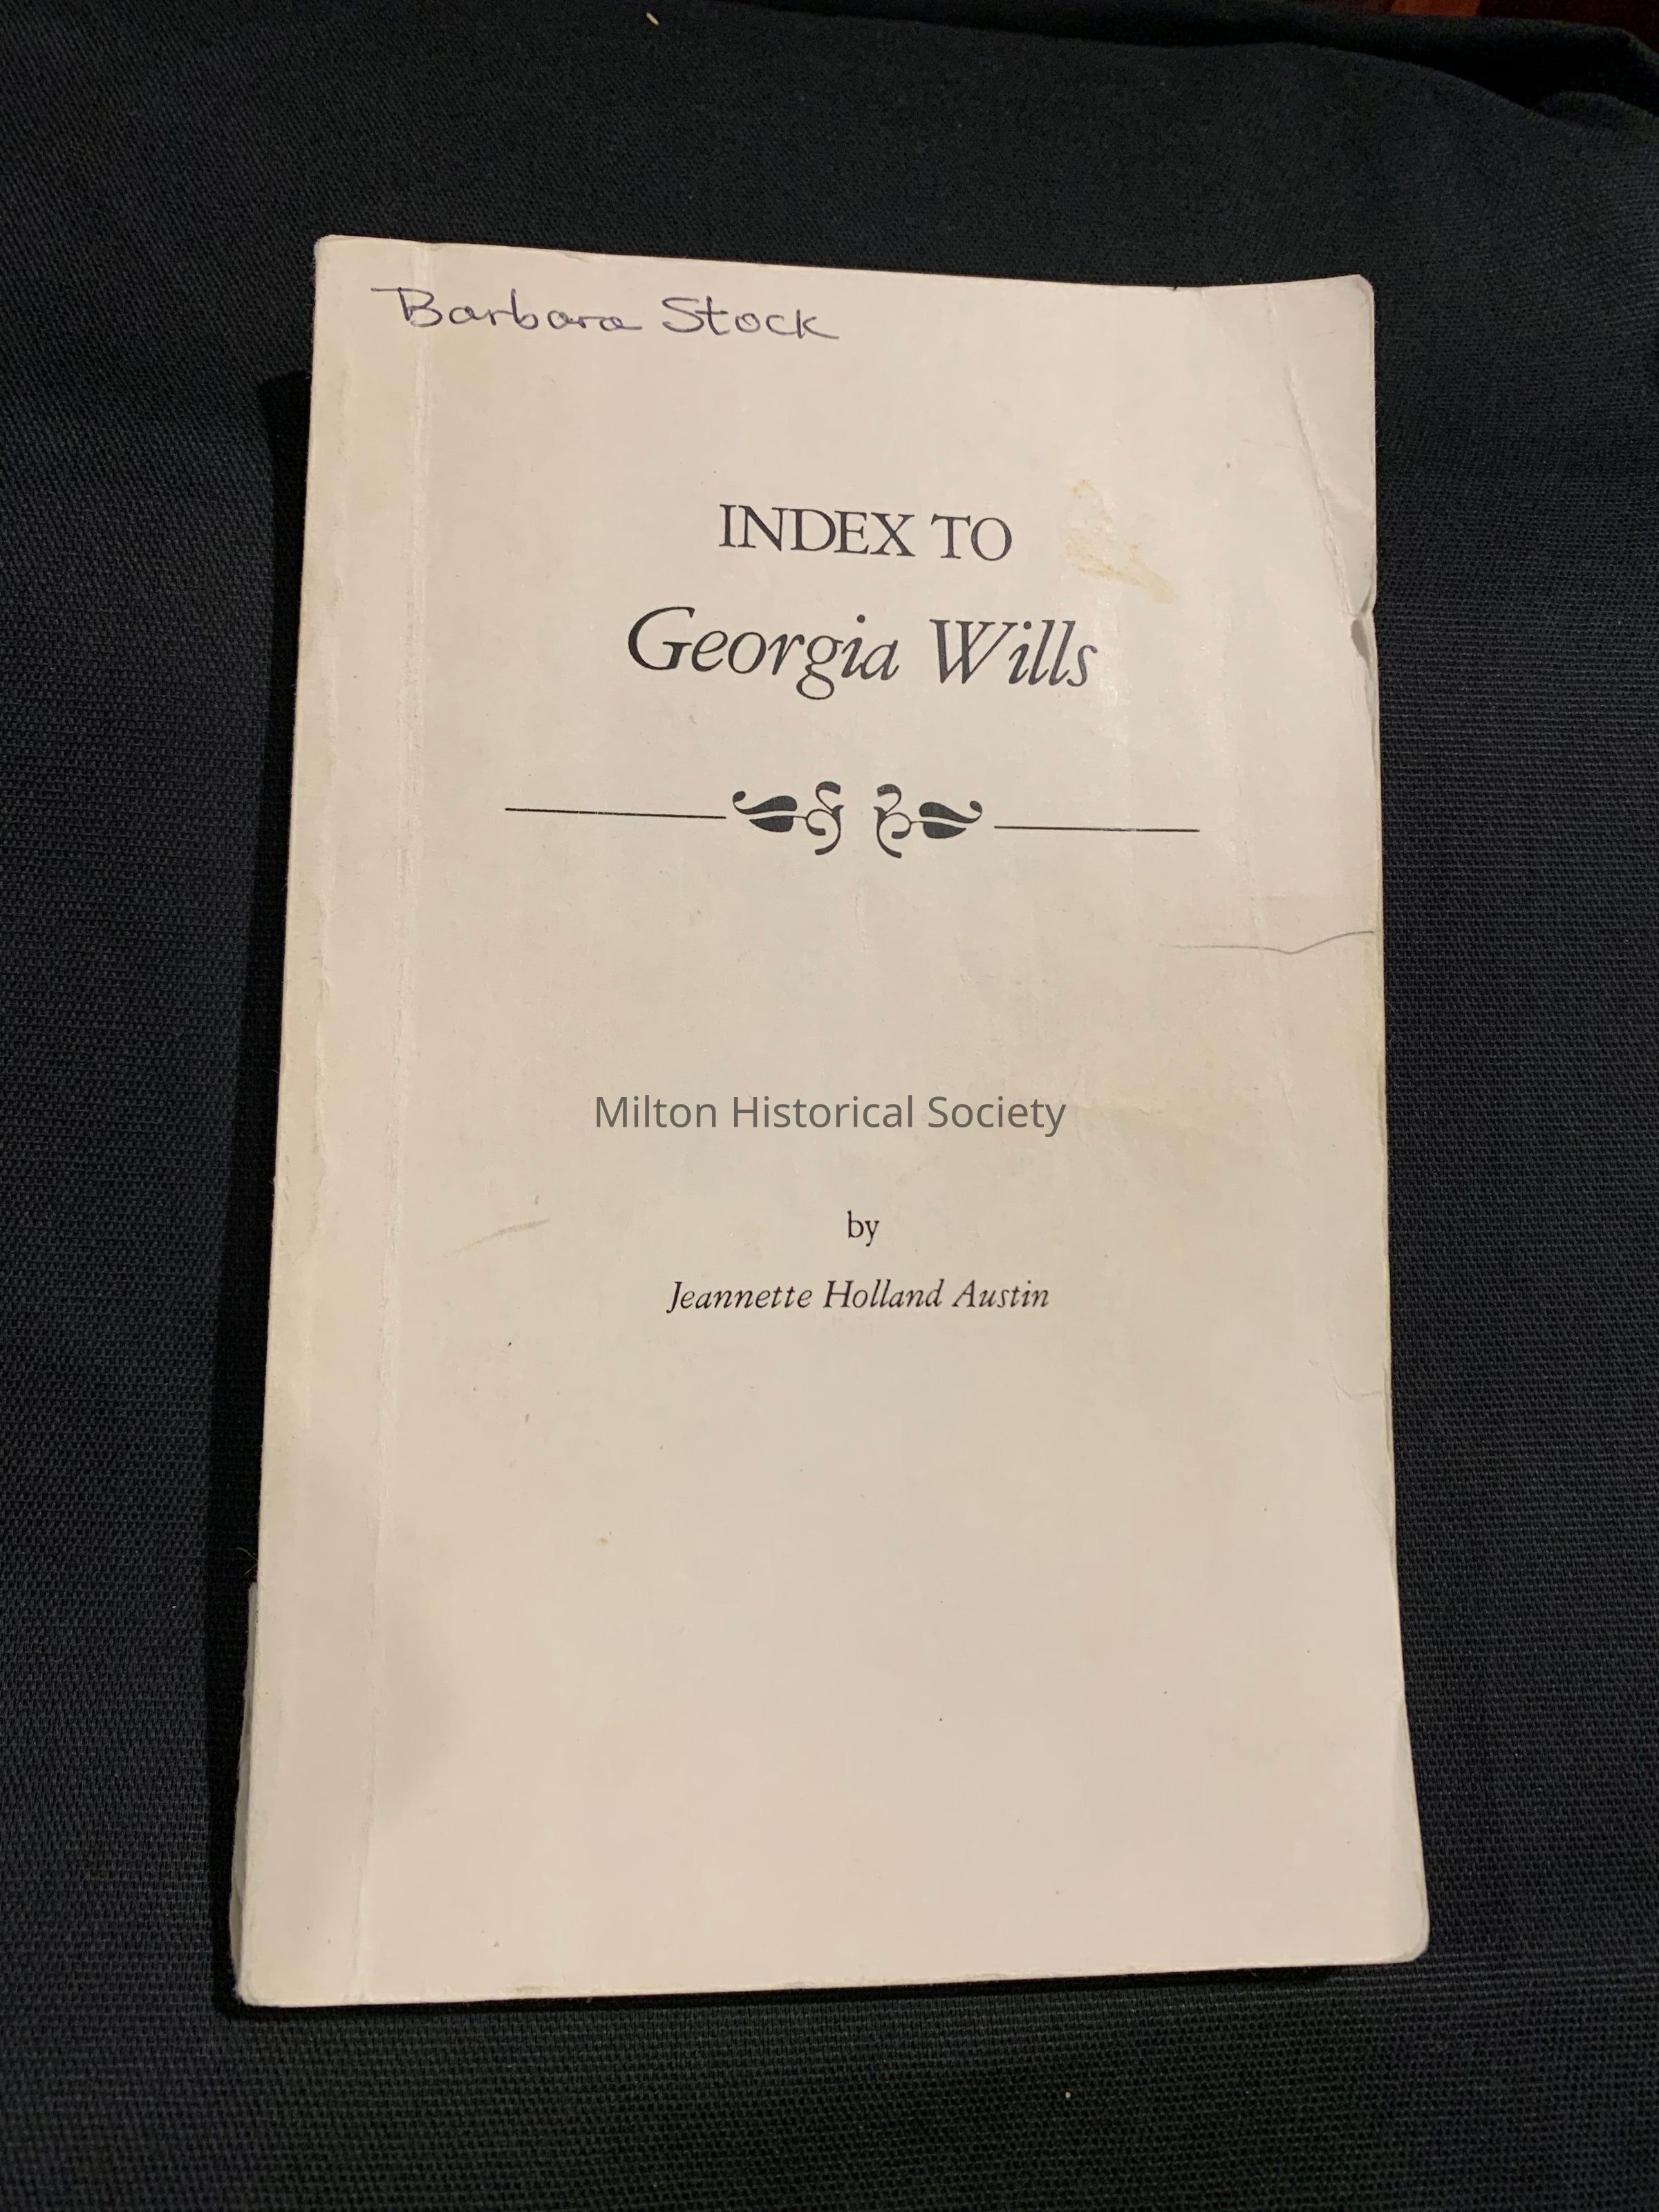 Barbara Stock
INDEX TO
Georgia Wills
Milton Historical Society
by
Jeannette Holland Austin